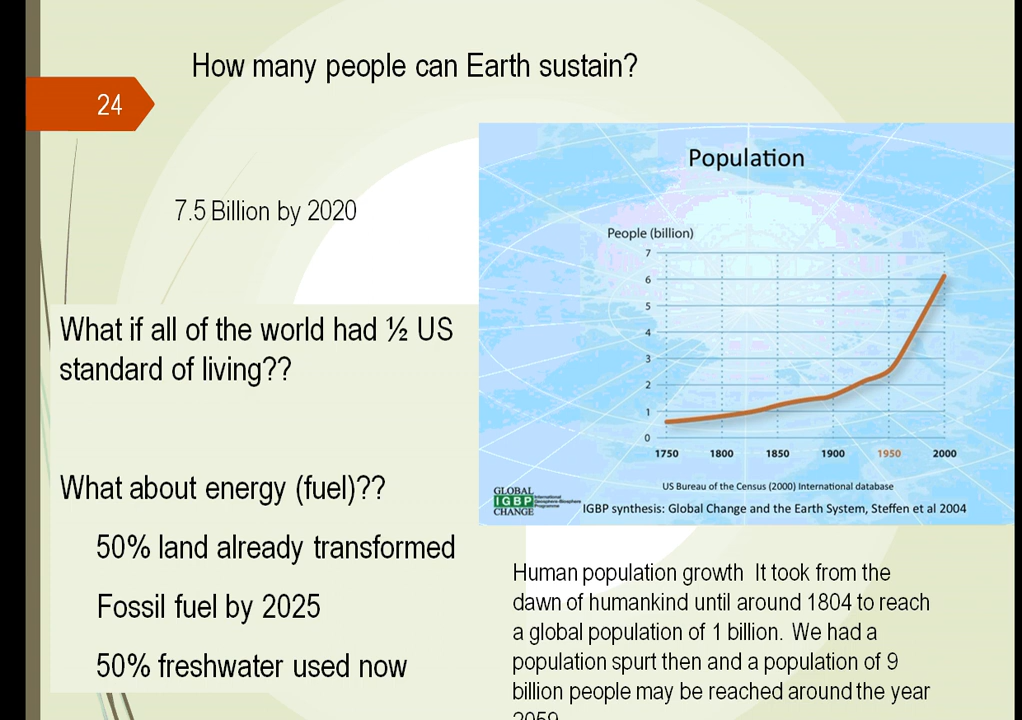 How many people can Earth sustain?
24
7.5 Billion by 2020
What if all of the world had ½ US
standard of living??
What about energy (fuel)??
50% land already transformed
Fossil fuel by 2025
50% freshwater used now
Population
People (billion)
7
6
5
4
3
2
1
0
1750 1800 1850 1900 1950 2000
US Bureau of the Census (2000) International database
GLOBAL
IGBP
CHANGE
International
Geosphere-Biosphere
Programme
IGBP synthesis: Global Change and the Earth System, Steffen et al 2004
Human population growth It took from the
dawn of humankind until around 1804 to reach
a global population of 1 billion. We had a
population spurt then and a population of 9
billion people may be reached around the year
2059